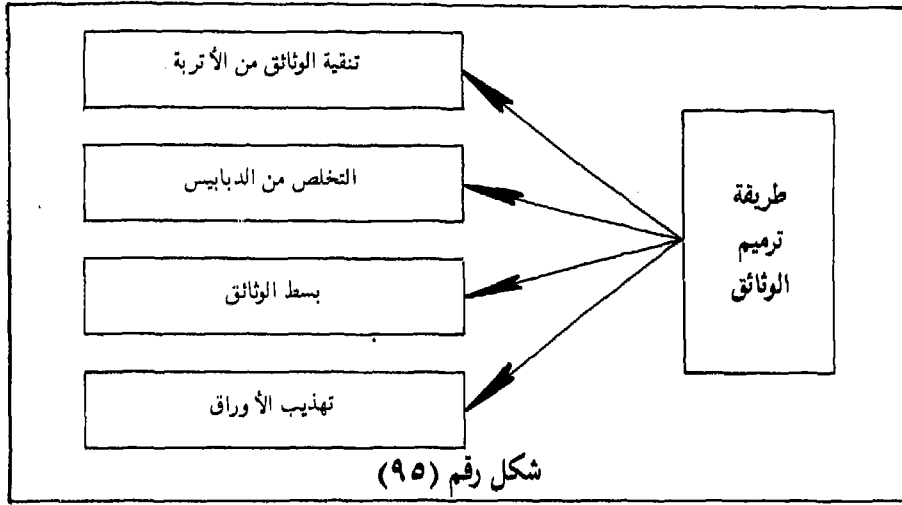 طريقة
ترميم
الوثائق
تنقية الوثائق من الأتربة
التخلص من الدبابيس
بسط الوثائق
تهذيب الأوراق
شكل رقم (٩٥)